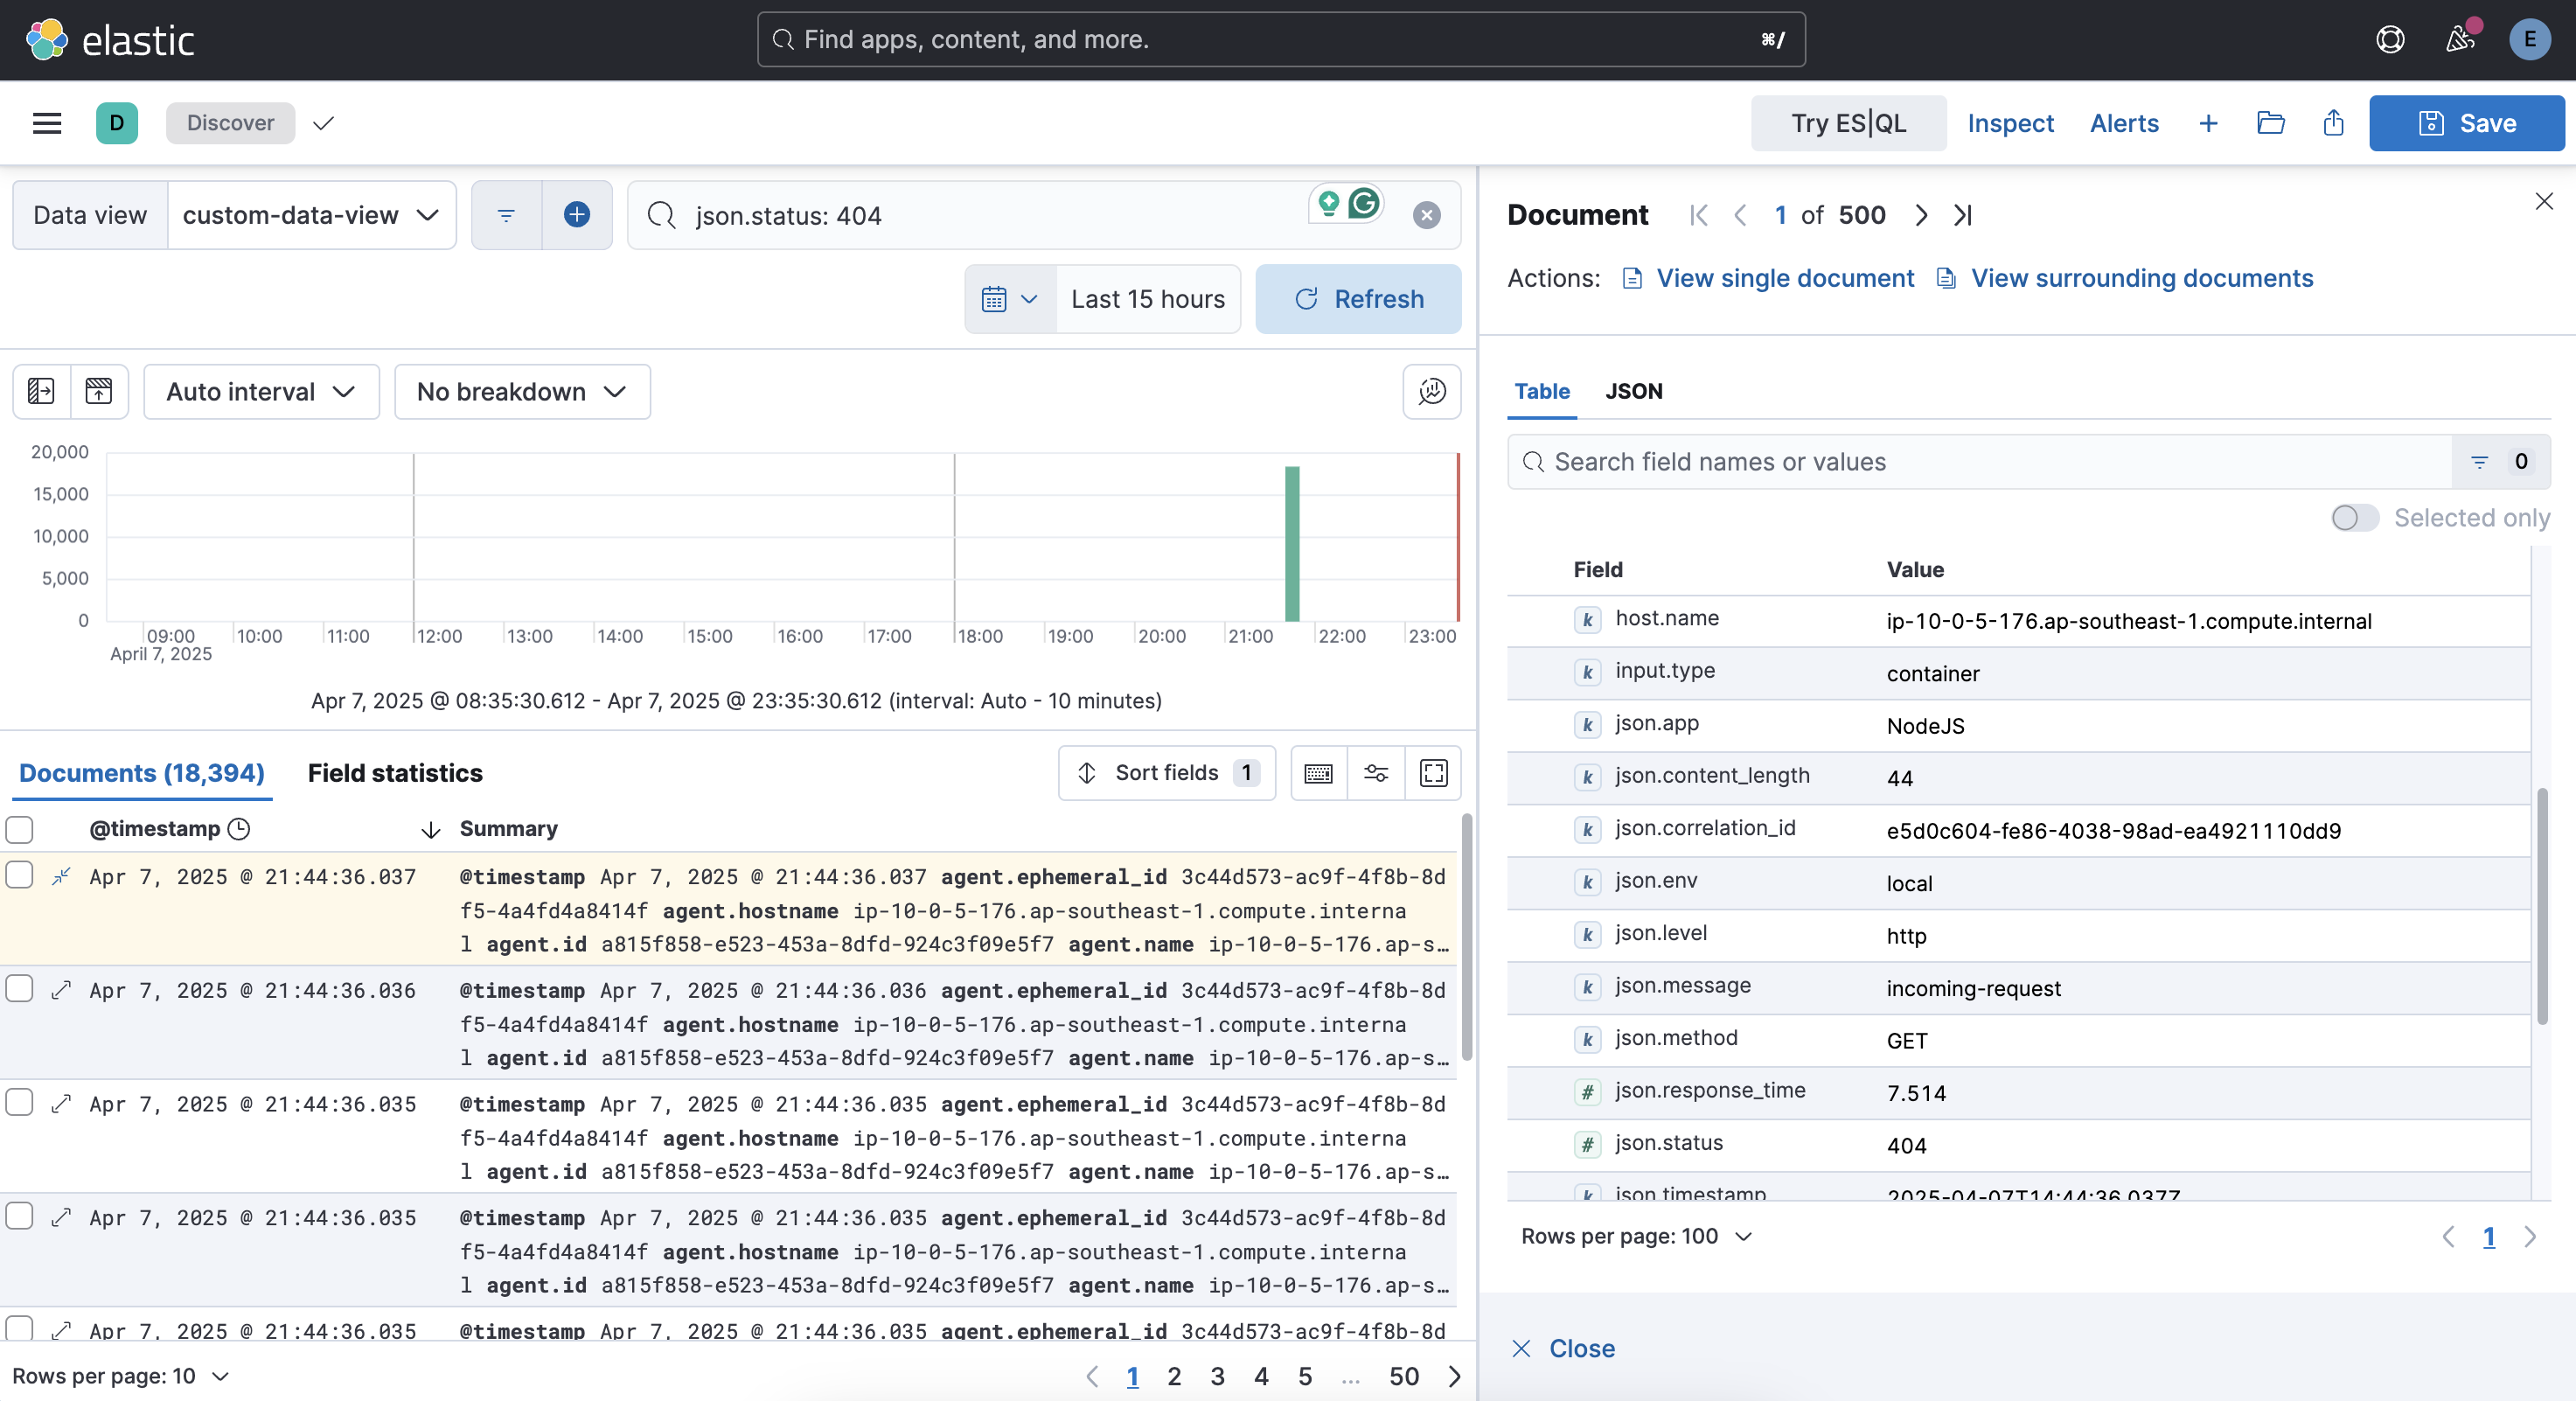 elastic
Find apps, content, and more.
⌘/
E
D
Discover
Try ES|QL
Inspect
Alerts
Save
Data view
custom-data-view
json.status: 404
Last 15 hours
Refresh
Auto interval
No breakdown
20,000
15,000
10,000
5,000
0
09:00 10:00 11:00 12:00 13:00 14:00 15:00 16:00 17:00 18:00 19:00 20:00 21:00 22:00 23:00
April 7, 2025
Apr 7, 2025 @ 08:35:30.612 - Apr 7, 2025 @ 23:35:30.612 (interval: Auto - 10 minutes)
Documents (18,394)
Field statistics
Sort fields 1
@timestamp
Summary
Apr 7, 2025 @ 21:44:36.037
@timestamp Apr 7, 2025 @ 21:44:36.037 agent.ephemeral_id 3c44d573-ac9f-4f8b-8d
f5-4a4fd4a8414f agent.hostname ip-10-0-5-176.ap-southeast-1.compute.interna
l agent.id a815f858-e523-453a-8dfd-924c3f09e5f7 agent.name ip-10-0-5-176.ap-s…
Apr 7, 2025 @ 21:44:36.036
@timestamp Apr 7, 2025 @ 21:44:36.036 agent.ephemeral_id 3c44d573-ac9f-4f8b-8d
f5-4a4fd4a8414f agent.hostname ip-10-0-5-176.ap-southeast-1.compute.interna
l agent.id a815f858-e523-453a-8dfd-924c3f09e5f7 agent.name ip-10-0-5-176.ap-s…
Apr 7, 2025 @ 21:44:36.035
@timestamp Apr 7, 2025 @ 21:44:36.035 agent.ephemeral_id 3c44d573-ac9f-4f8b-8d
f5-4a4fd4a8414f agent.hostname ip-10-0-5-176.ap-southeast-1.compute.interna
l agent.id a815f858-e523-453a-8dfd-924c3f09e5f7 agent.name ip-10-0-5-176.ap-s…
Apr 7, 2025 @ 21:44:36.035
@timestamp Apr 7, 2025 @ 21:44:36.035 agent.ephemeral_id 3c44d573-ac9f-4f8b-8d
f5-4a4fd4a8414f agent.hostname ip-10-0-5-176.ap-southeast-1.compute.interna
l agent.id a815f858-e523-453a-8dfd-924c3f09e5f7 agent.name ip-10-0-5-176.ap-s…
Apr 7, 2025 @ 21:44:36.035
@timestamp Apr 7, 2025 @ 21:44:36.035 agent.ephemeral_id 3c44d573-ac9f-4f8b-8d
Rows per page: 10
1 2 3 4 5 … 50
Document
1 of 500
Actions: View single document View surrounding documents
Table
JSON
Search field names or values
0
Selected only
Field Value
k host.name ip-10-0-5-176.ap-southeast-1.compute.internal
k input.type container
k json.app NodeJS
k json.content_length 44
k json.correlation_id e5d0c604-fe86-4038-98ad-ea4921110dd9
k json.env local
k json.level http
k json.message incoming-request
k json.method GET
# json.response_time 7.514
# json.status 404
k json.timestamp 2025-04-07T14:44:36.037Z
Rows per page: 100
1
Close